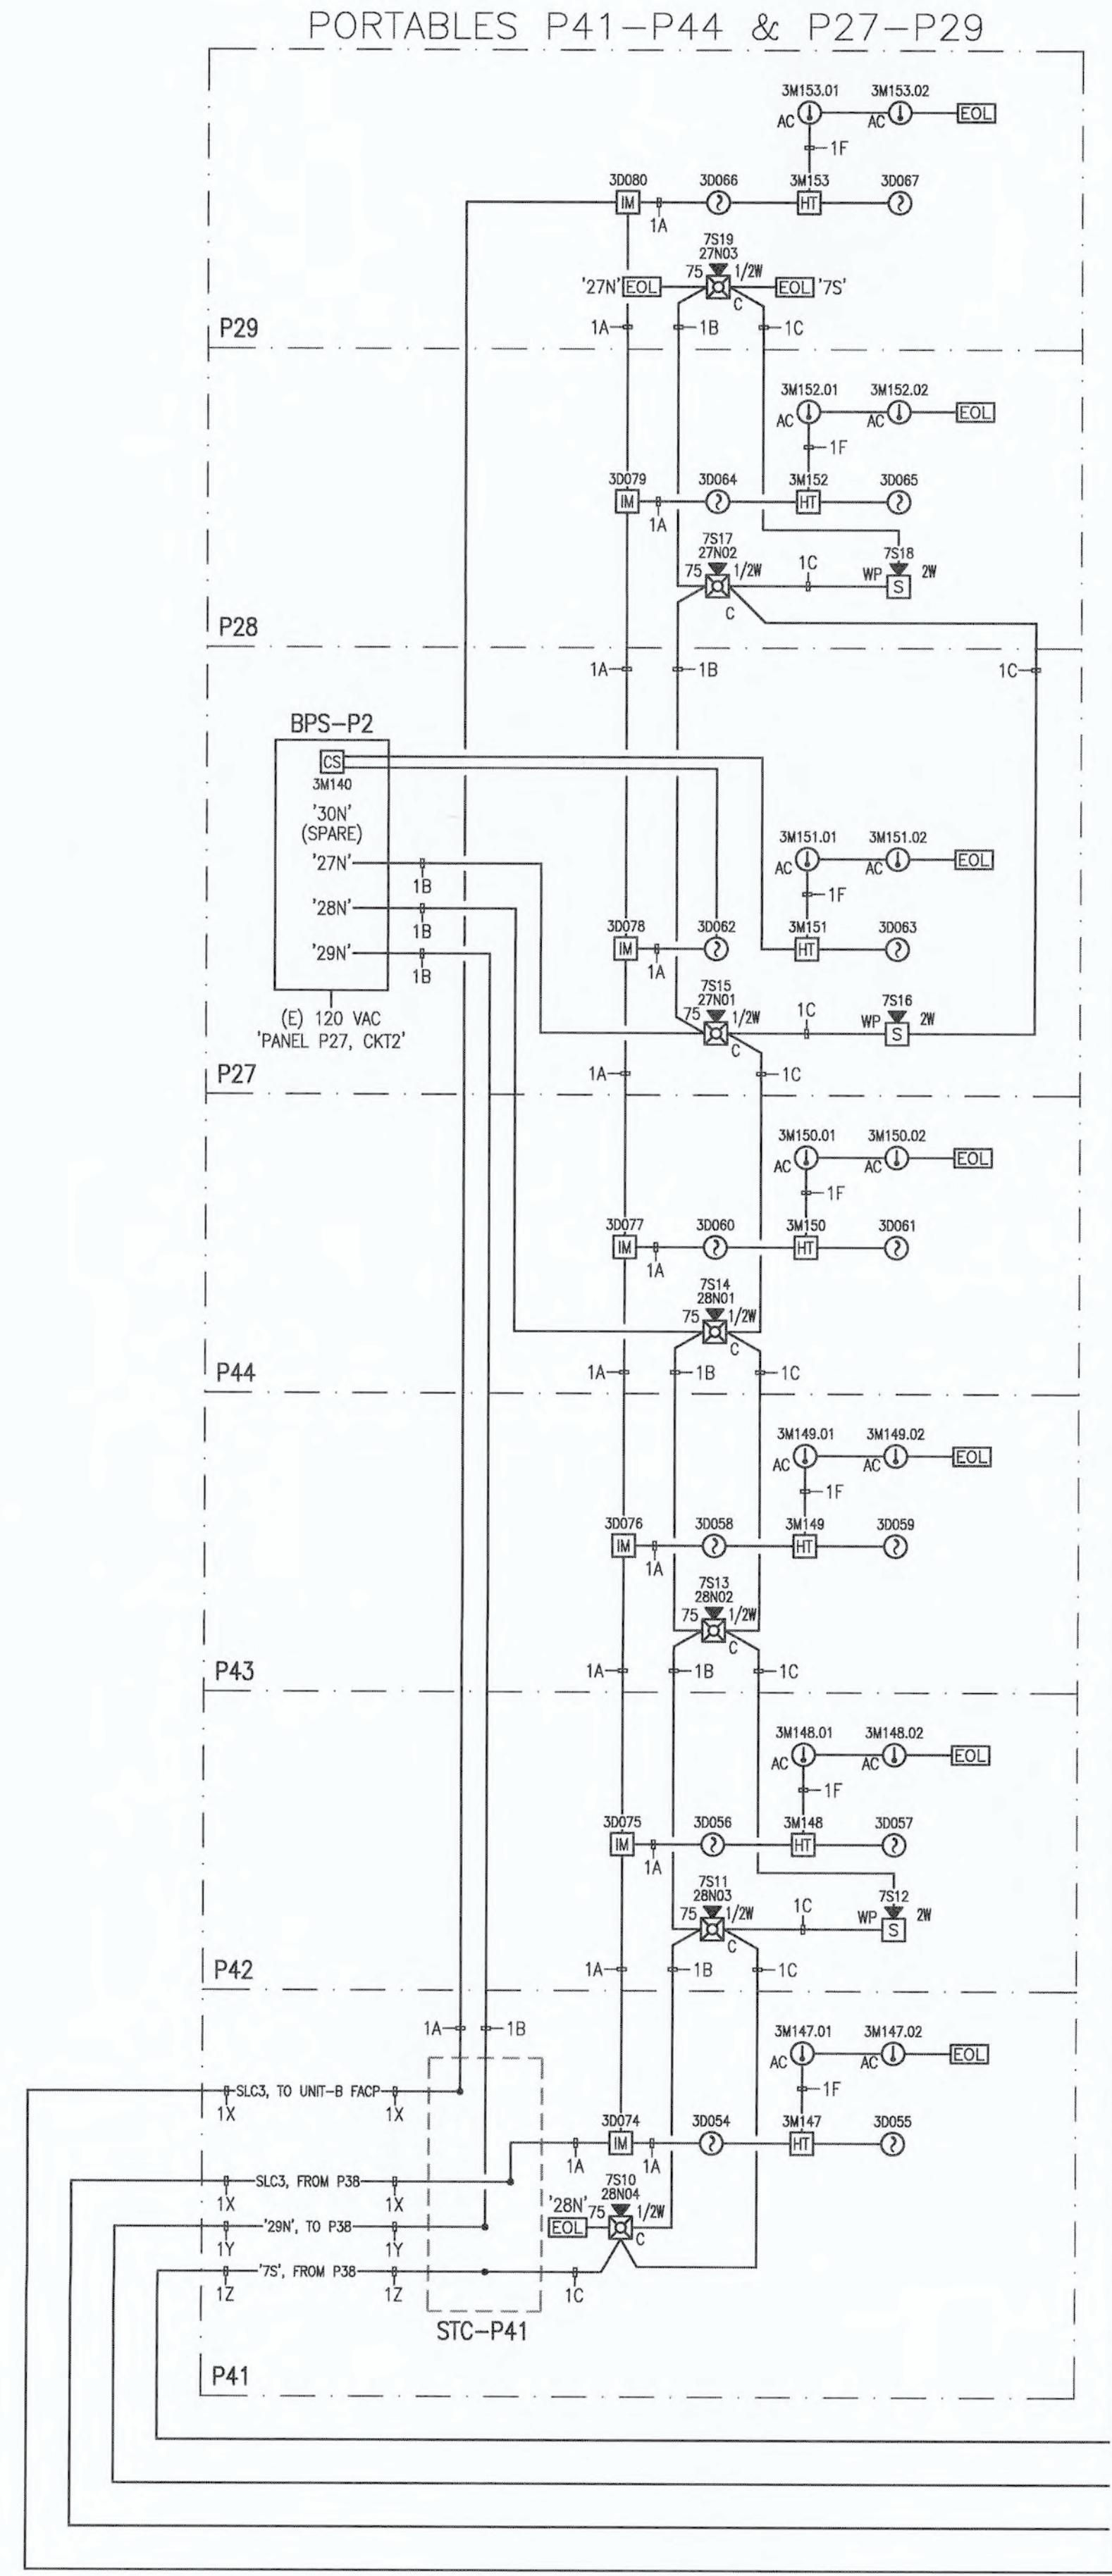 PORTABLES P41-P44 & P27-P29
3M153.01 3M153.02
AC AC EOL
1F
3D080 3D066 3M153 3D067
IM HT
1A
7S19
27N03
75 1/2W
'27N' EOL EOL '7S'
C
1A 1B 1C
P29
3M152.01 3M152.02
AC AC EOL
1F
3D079 3D064 3M152 3D065
IM HT
1A
7S17
27N02
75 1/2W
C
1C
7S18
WP S 2W
P28
1A 1B 1C
BPS-P2
CS
3M140
'30N'
(SPARE)
'27N'
1B
'28N'
1B
'29N'
1B
(E) 120 VAC
'PANEL P27, CKT2'
3M151.01 3M151.02
AC AC EOL
1F
3D078 3D062 3M151 3D063
IM HT
1A
7S15
27N01
75 1/2W
C
1C
7S16
WP S 2W
1A 1C
P27
3M150.01 3M150.02
AC AC EOL
1F
3D077 3D060 3M150 3D061
IM HT
1A
7S14
28N01
75 1/2W
C
1A 1B 1C
P44
3M149.01 3M149.02
AC AC EOL
1F
3D076 3D058 3M149 3D059
IM HT
1A
7S13
28N02
75 1/2W
C
1A 1B 1C
P43
3M148.01 3M148.02
AC AC EOL
1F
3D075 3D056 3M148 3D057
IM HT
1A
7S11
28N03
75 1/2W
C
1C
7S12
WP S 2W
1A 1B 1C
P42
1A 1B
3M147.01 3M147.02
AC AC EOL
1F
SLC3, TO UNIT-B FACP
1X 1X
3D074 3D054 3M147 3D055
IM HT
1A 1A
SLC3, FROM P38
1X 1X
7S10
28N04
'28N' 75 1/2W
EOL C
'29N', TO P38
1Y 1Y
'7S', FROM P38
1Z 1Z 1C
STC-P41
P41